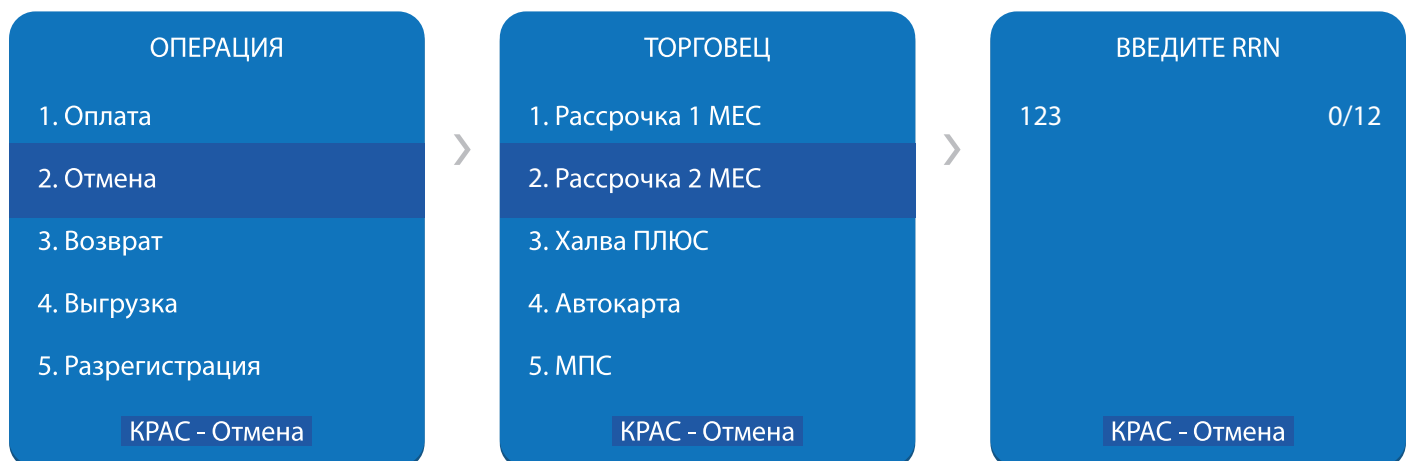 ОПЕРАЦИЯ
1. Оплата
2. Отмена
3. Возврат
4. Выгрузка
5. Разрегистрация
КРАС - Отмена
ТОРГОВЕЦ
1. Рассрочка 1 МЕС
2. Рассрочка 2 МЕС
3. Халва ПЛЮС
4. Автокарта
5. МПС
КРАС - Отмена
ВВЕДИТЕ RRN
123 0/12
КРАС - Отмена